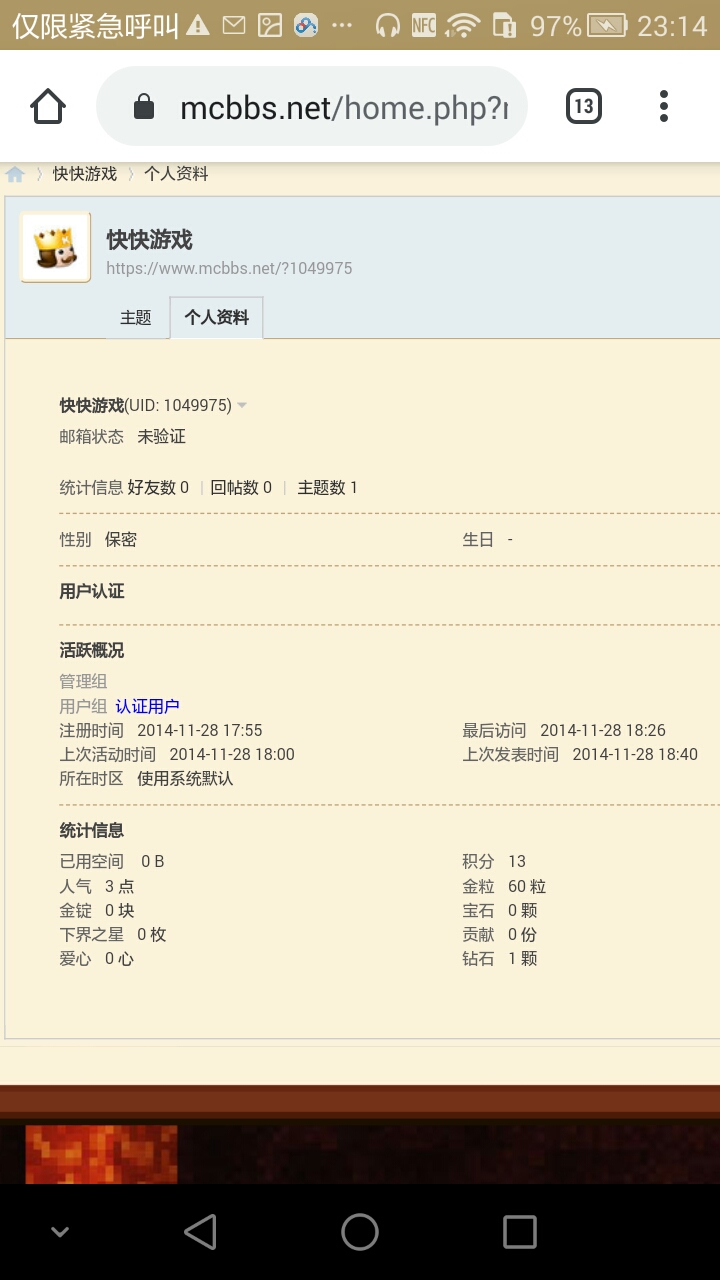 仅限紧急呼叫 NFC 97% 23:14
mcbbs.net/home.php?r
13
快快游戏 〉 个人资料
快快游戏
https://www.mcbbs.net/?1049975
主题 个人资料
快快游戏(UID: 1049975)
邮箱状态 未验证
统计信息 好友数 0 | 回帖数 0 | 主题数 1
性别 保密 生日 -
用户认证
活跃概况
管理组
用户组 认证用户
注册时间 2014-11-28 17:55 最后访问 2014-11-28 18:26
上次活动时间 2014-11-28 18:00 上次发表时间 2014-11-28 18:40
所在时区 使用系统默认
统计信息
已用空间 0 B 积分 13
人气 3 点 金粒 60 粒
金锭 0 块 宝石 0 颗
下界之星 0 枚 贡献 0 份
爱心 0 心 钻石 1 颗